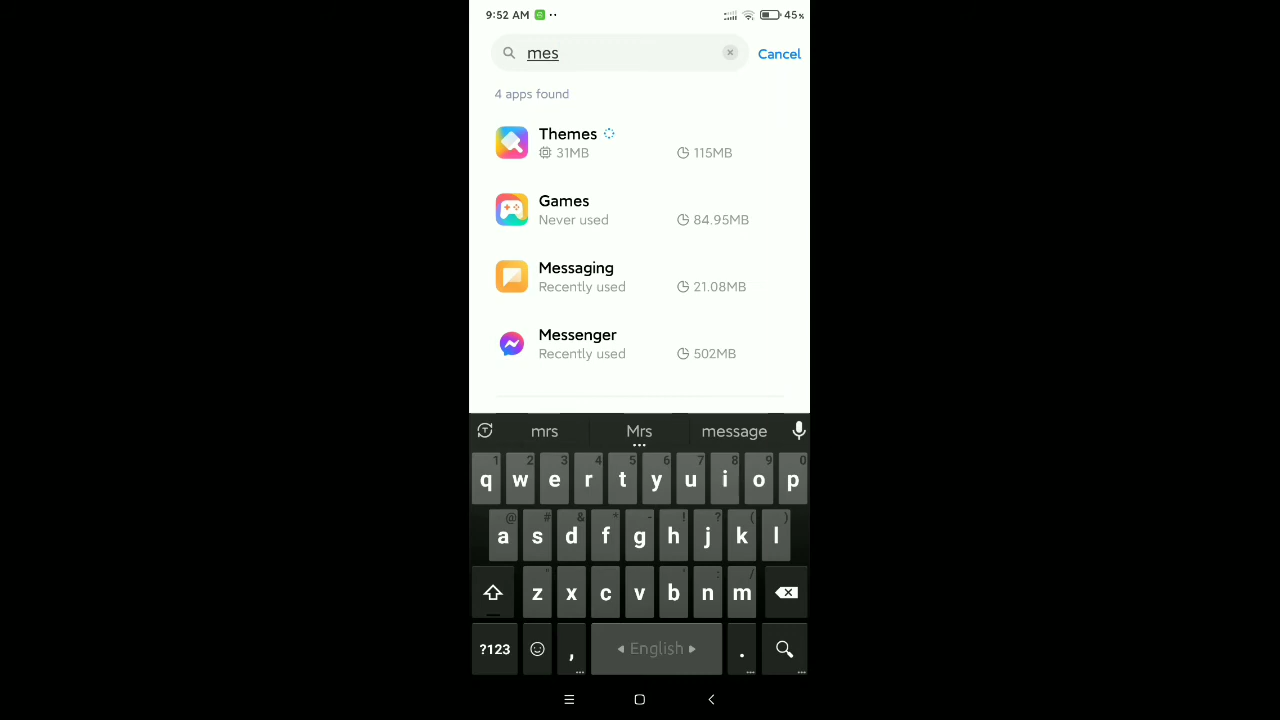 9:52 AM 45%
mes Cancel
4 apps found
Themes
31MB 115MB
Games
Never used 84.95MB
Messaging
Recently used 21.08MB
Messenger
Recently used 502MB
mrs Mrs message
1 2 3 4 5 6 7 8 9 0
q w e r t y u i o p
@ # & * - ! ? ( )
a s d f g h j k l
" ' : /
z x c v b n m
?123 , English .